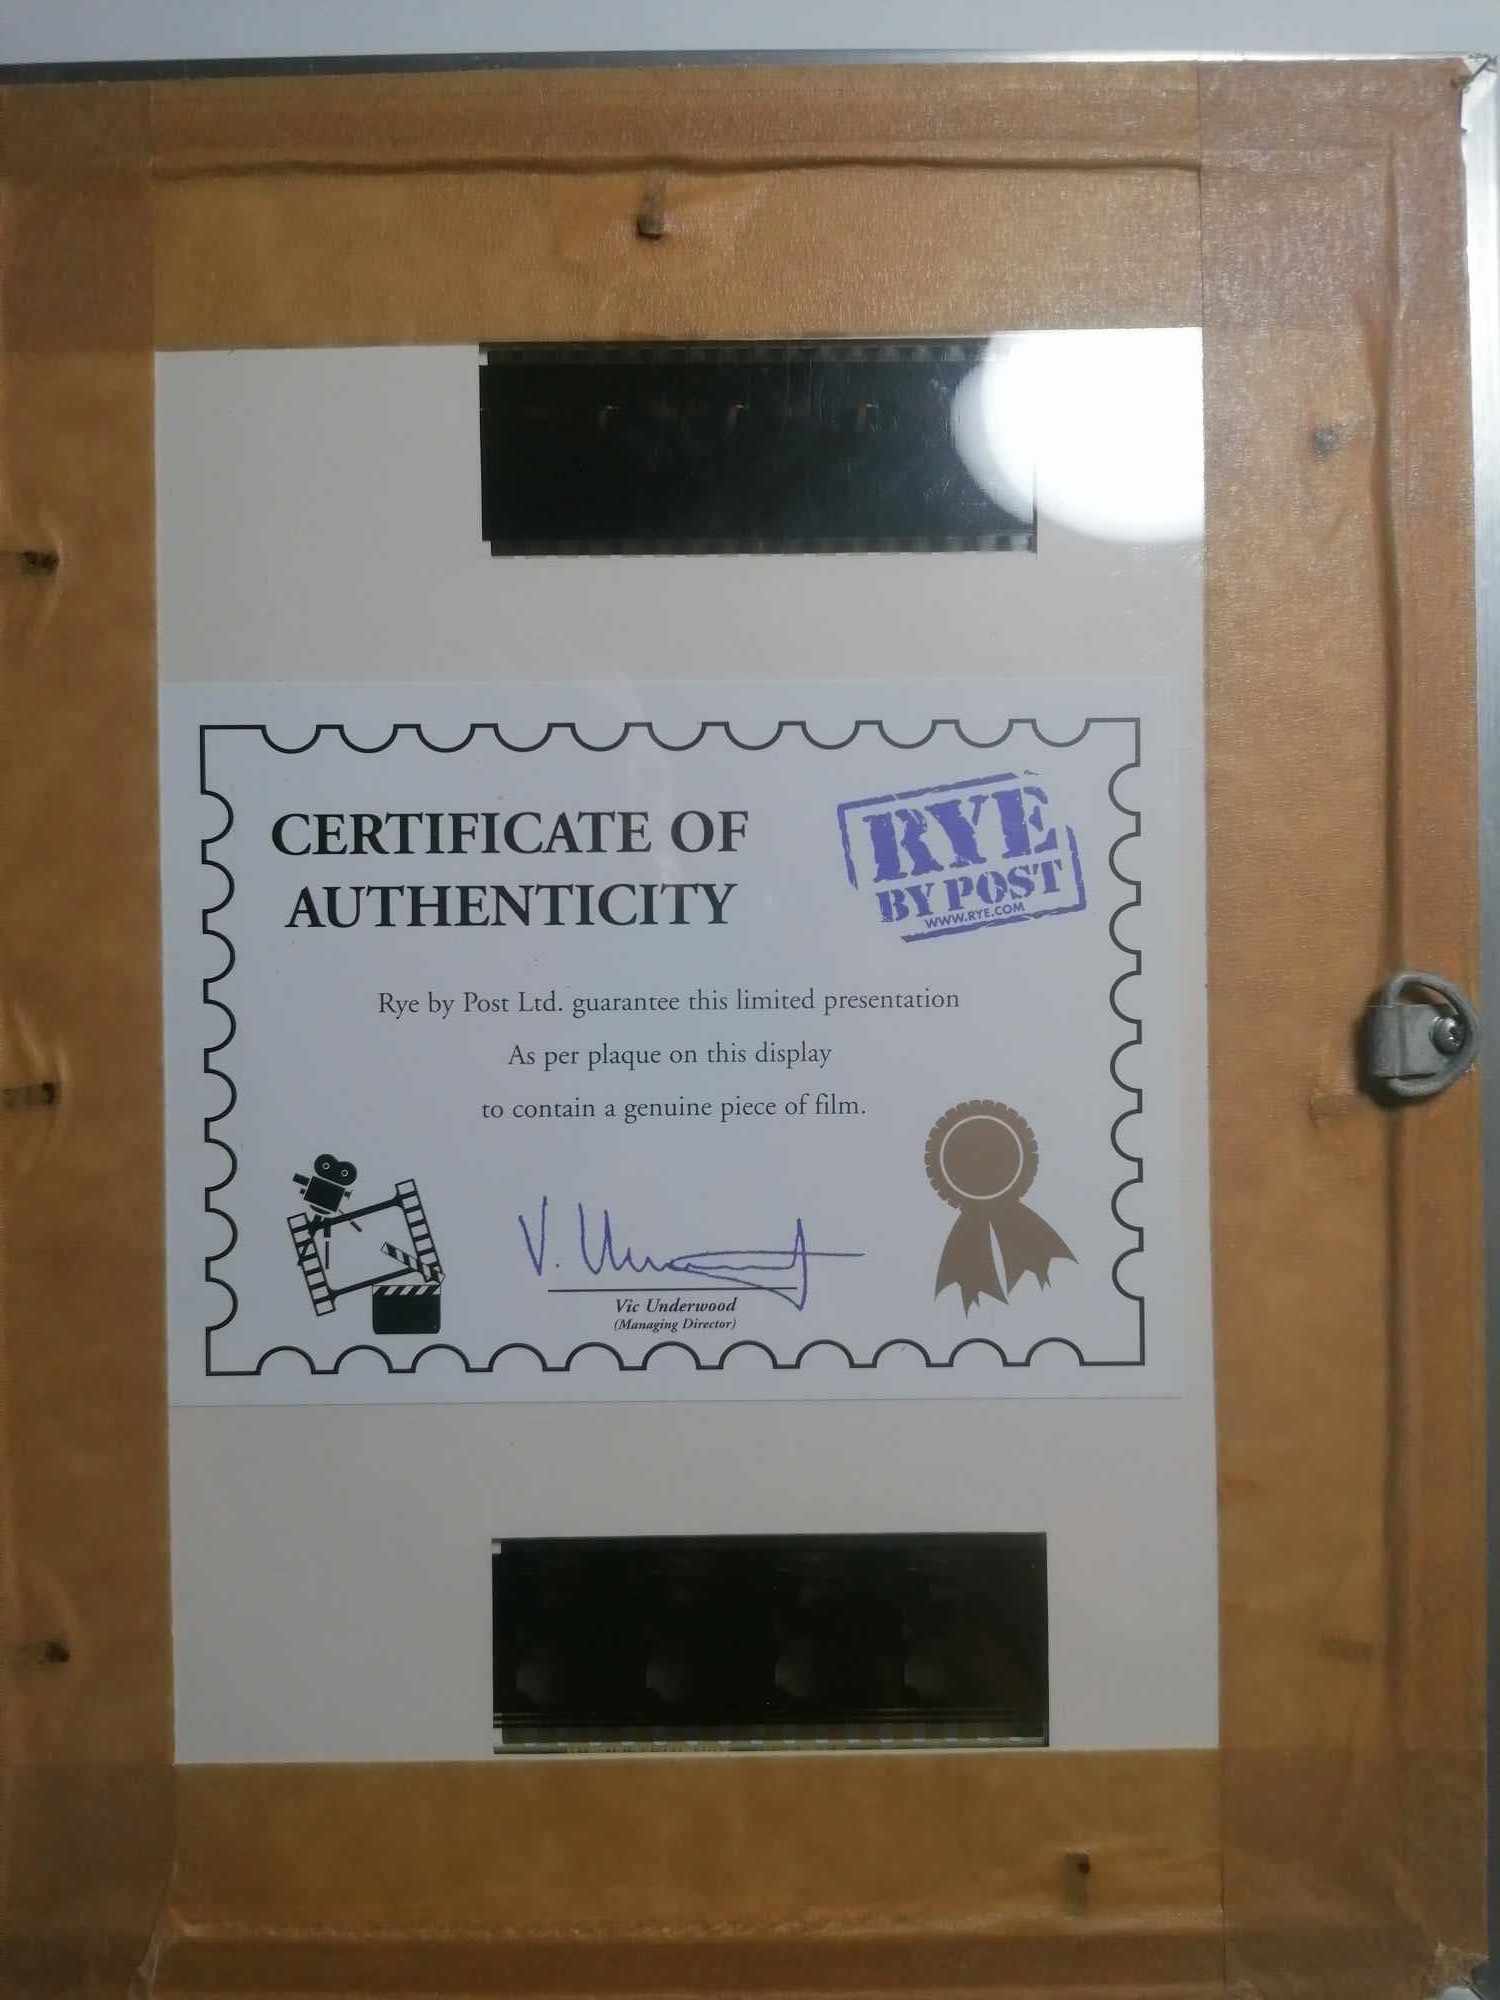 CERTIFICATE OF
AUTHENTICITY
RYE
BY POST
WWW.RYE.COM
Rye by Post Ltd. guarantee this limited presentation
As per plaque on this display
to contain a genuine piece of film.
V. Underwood
Vic Underwood
(Managing Director)